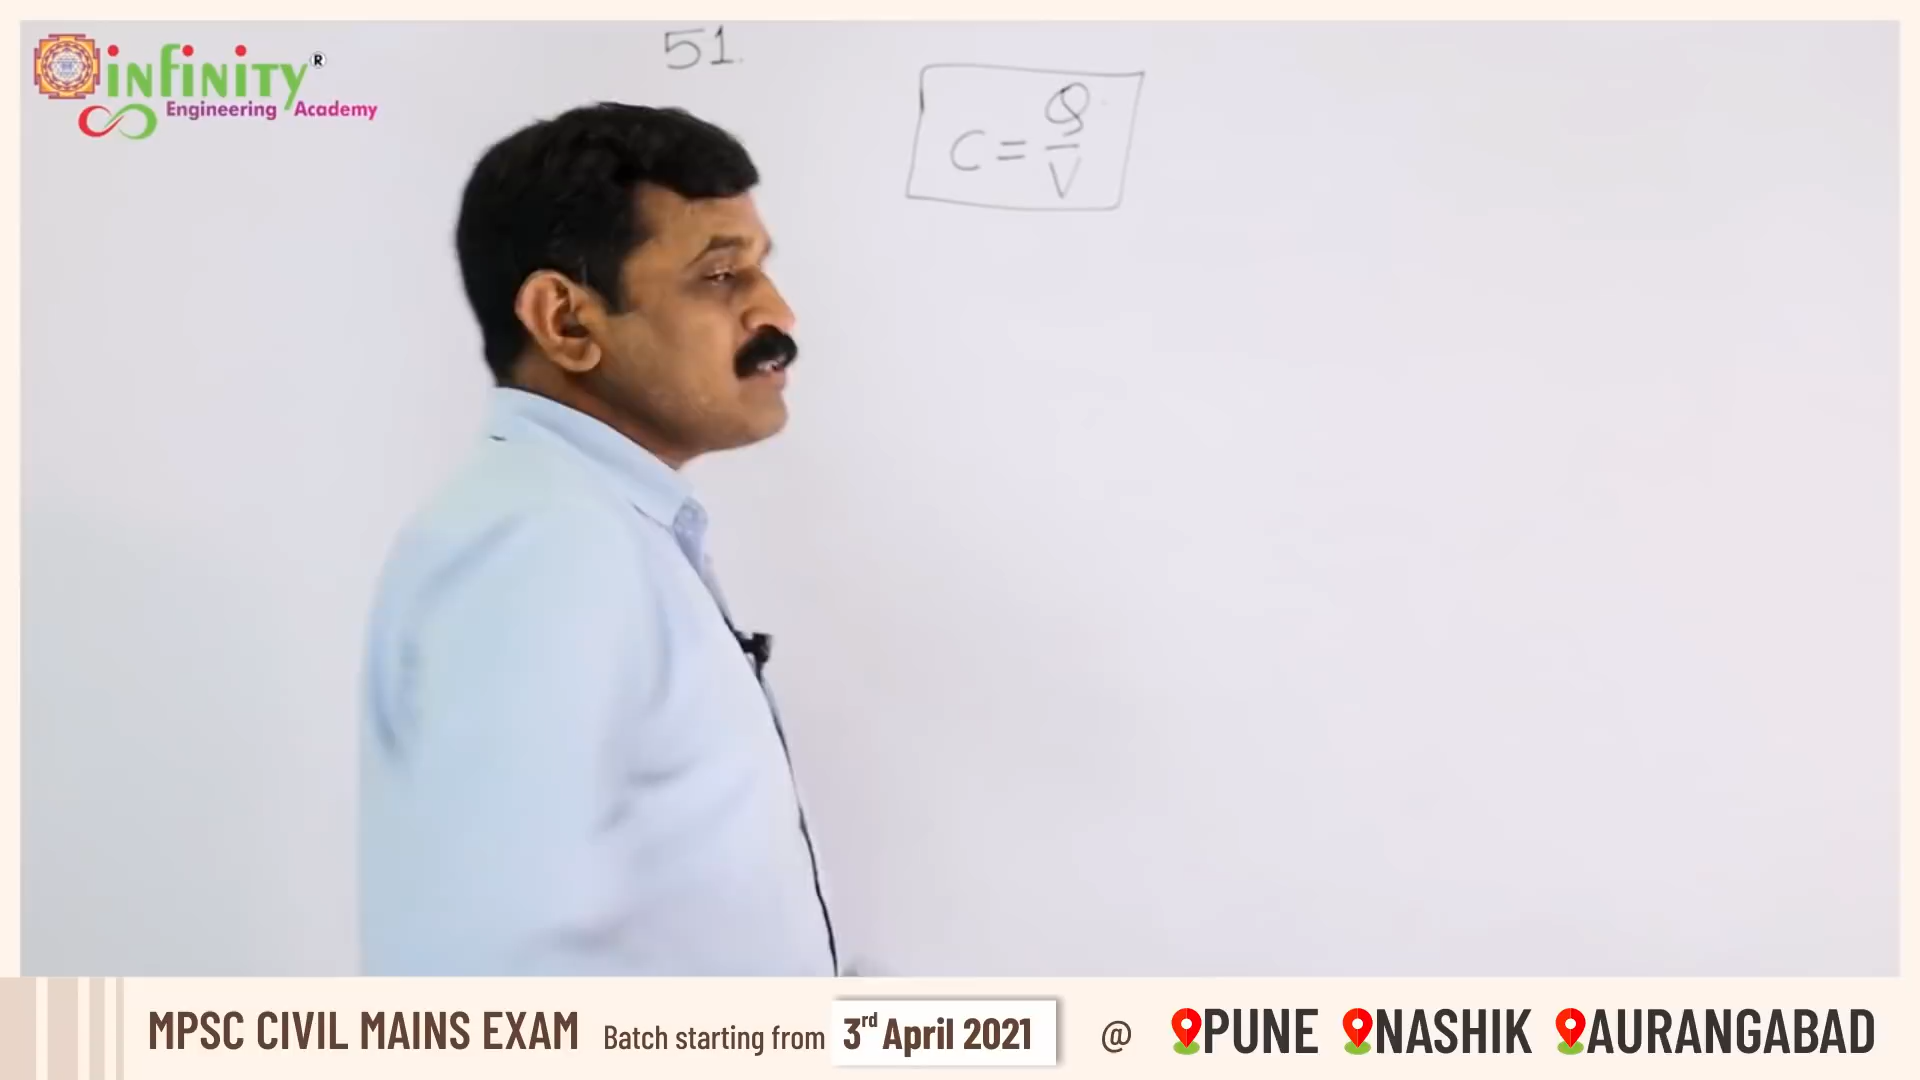 infinity®
Engineering Academy
51.
C = Q/V
MPSC CIVIL MAINS EXAM Batch starting from 3rd April 2021 @ PUNE NASHIK AURANGABAD